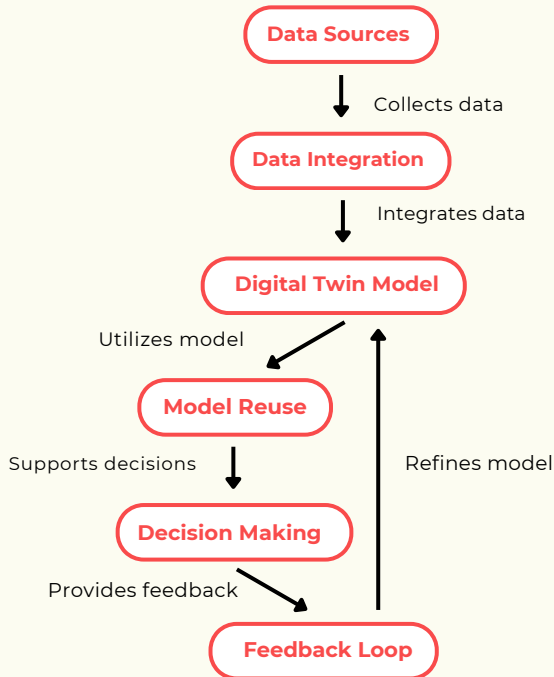 Data Sources
Collects data
Data Integration
Integrates data
Digital Twin Model
Utilizes model
Model Reuse
Supports decisions
Refines model
Decision Making
Provides feedback
Feedback Loop